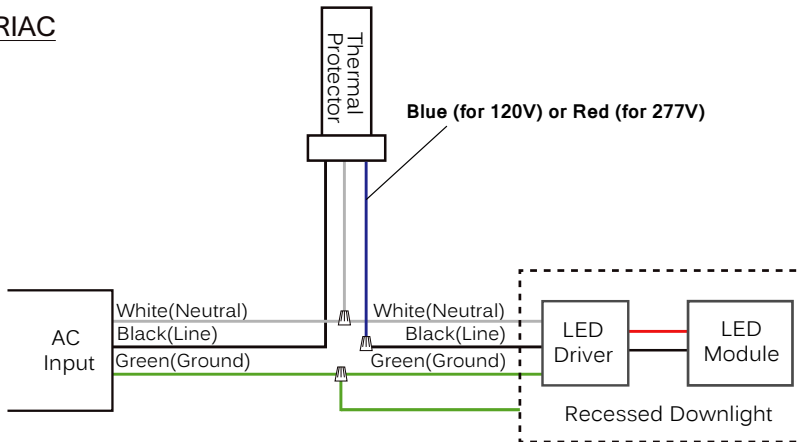 RIAC
Thermal
Protector
Blue (for 120V) or Red (for 277V)
AC
Input
White(Neutral)
Black(Line)
Green(Ground)
White(Neutral)
Black(Line)
Green(Ground)
LED
Driver
LED
Module
Recessed Downlight